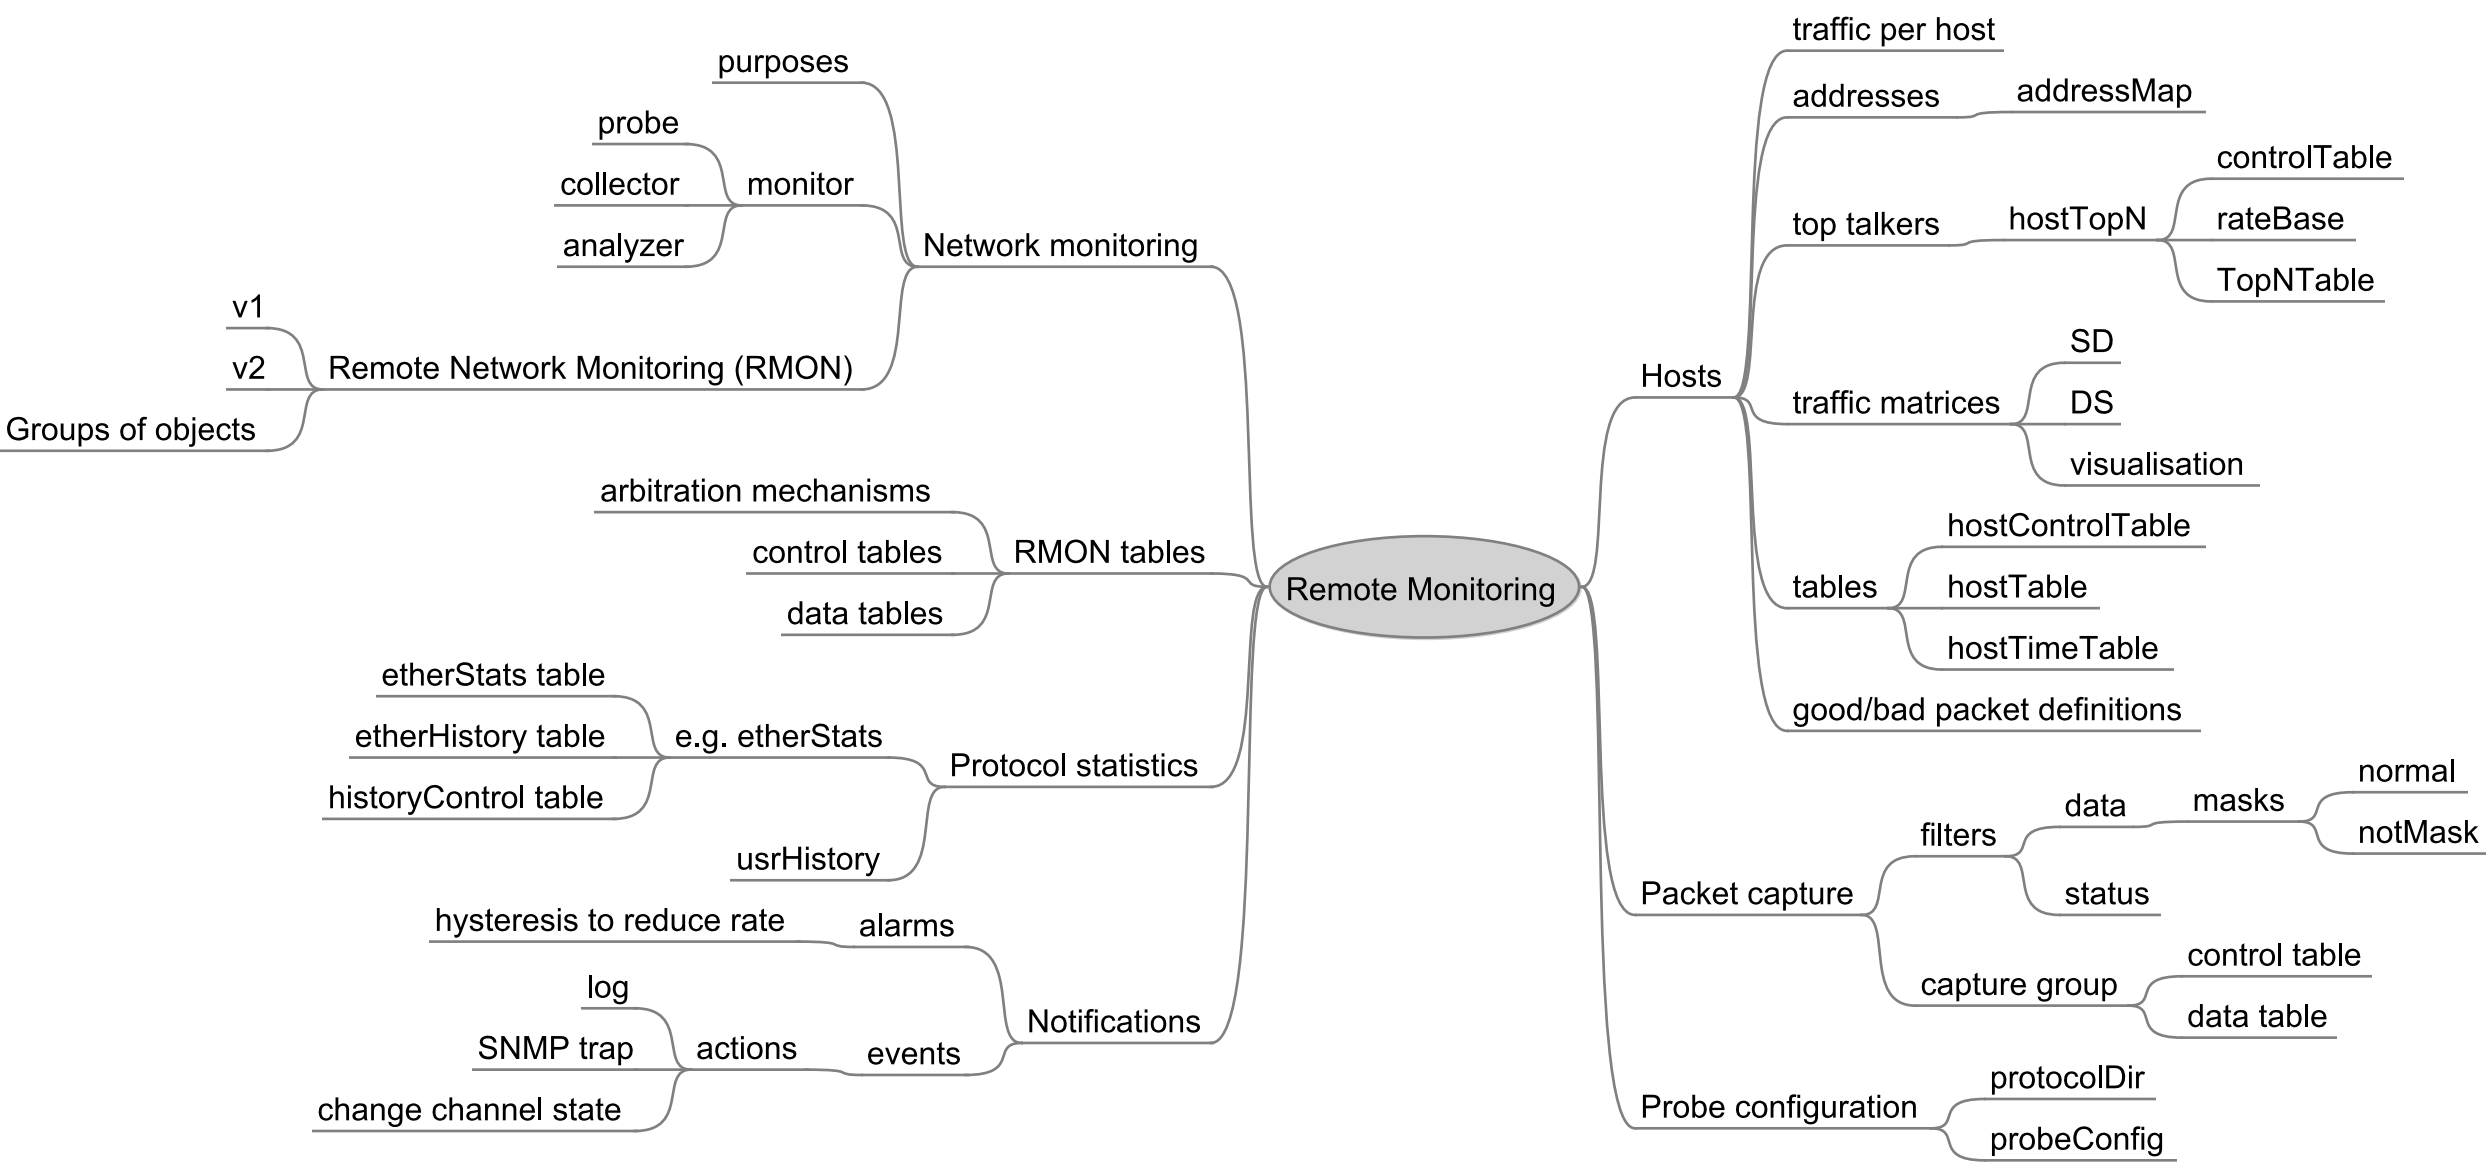 Remote Monitoring
Network monitoring
purposes
monitor
probe
collector
analyzer
Remote Network Monitoring (RMON)
v1
v2
Groups of objects
RMON tables
arbitration mechanisms
control tables
data tables
Protocol statistics
e.g. etherStats
etherStats table
etherHistory table
historyControl table
usrHistory
Notifications
alarms
hysteresis to reduce rate
events
actions
log
SNMP trap
change channel state
Hosts
traffic per host
addresses
addressMap
top talkers
hostTopN
controlTable
rateBase
TopNTable
traffic matrices
SD
DS
visualisation
tables
hostControlTable
hostTable
hostTimeTable
good/bad packet definitions
Packet capture
filters
data
masks
normal
notMask
status
capture group
control table
data table
Probe configuration
protocolDir
probeConfig